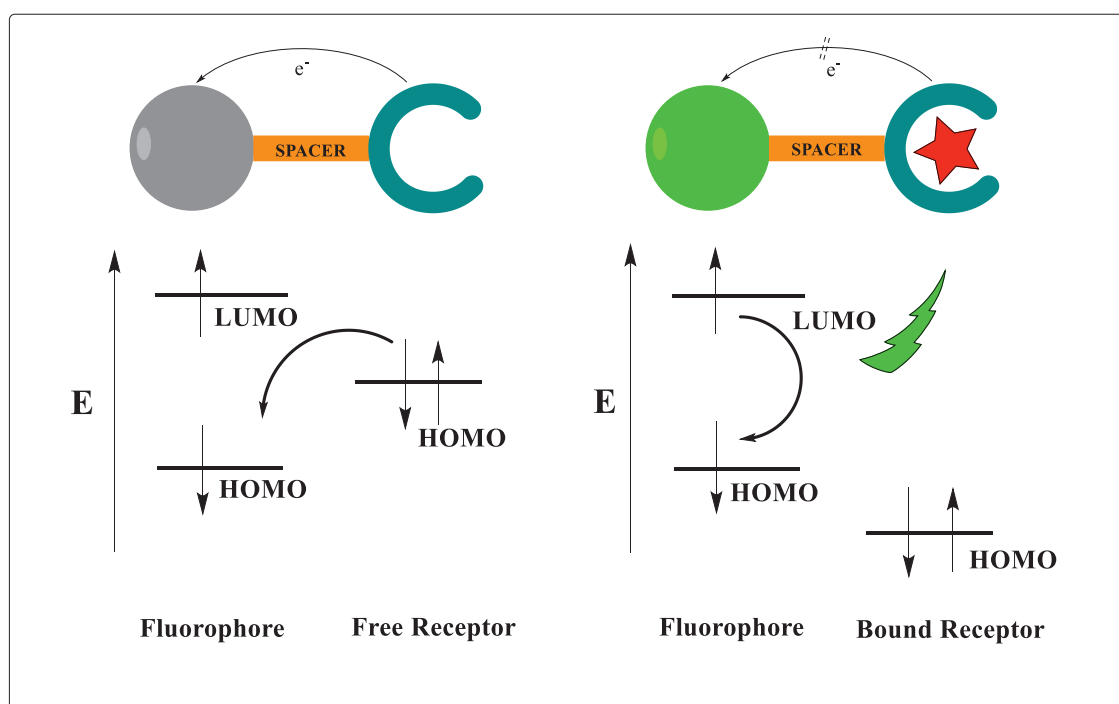 e-
SPACER
E
LUMO
HOMO
HOMO
Fluorophore
Free Receptor
e-
SPACER
E
LUMO
HOMO
HOMO
Fluorophore
Bound Receptor